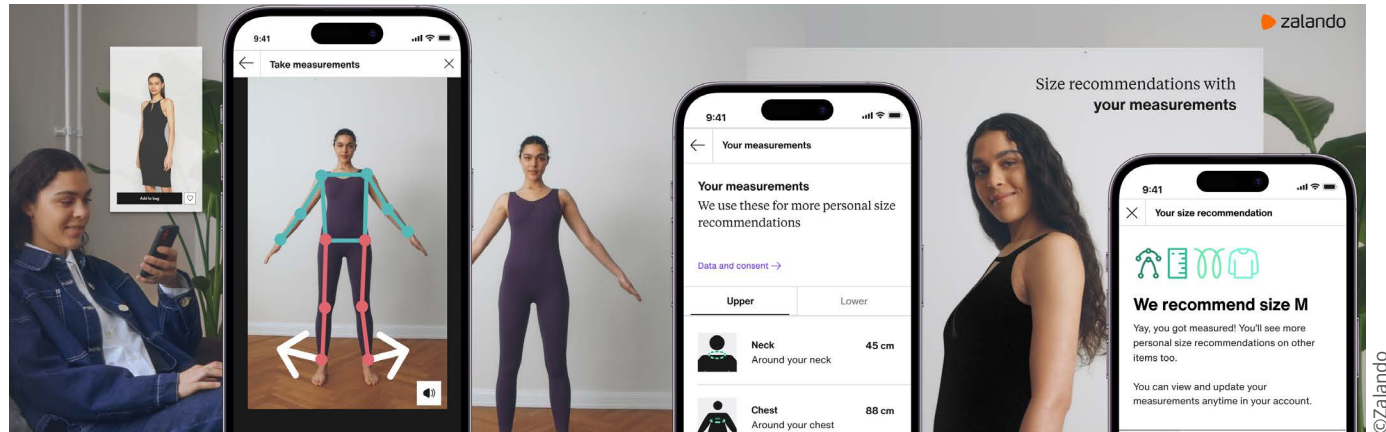 zalando
Add to bag
9:41
Take measurements
9:41
Your measurements
Your measurements
We use these for more personal size
recommendations
Data and consent →
Upper
Lower
Neck
45 cm
Around your neck
Chest
88 cm
Around your chest
Size recommendations with
your measurements
9:41
Your size recommendation
We recommend size M
Yay, you got measured! You'll see more
personal size recommendations on other
items too.
You can view and update your
measurements anytime in your account.
©Zalando